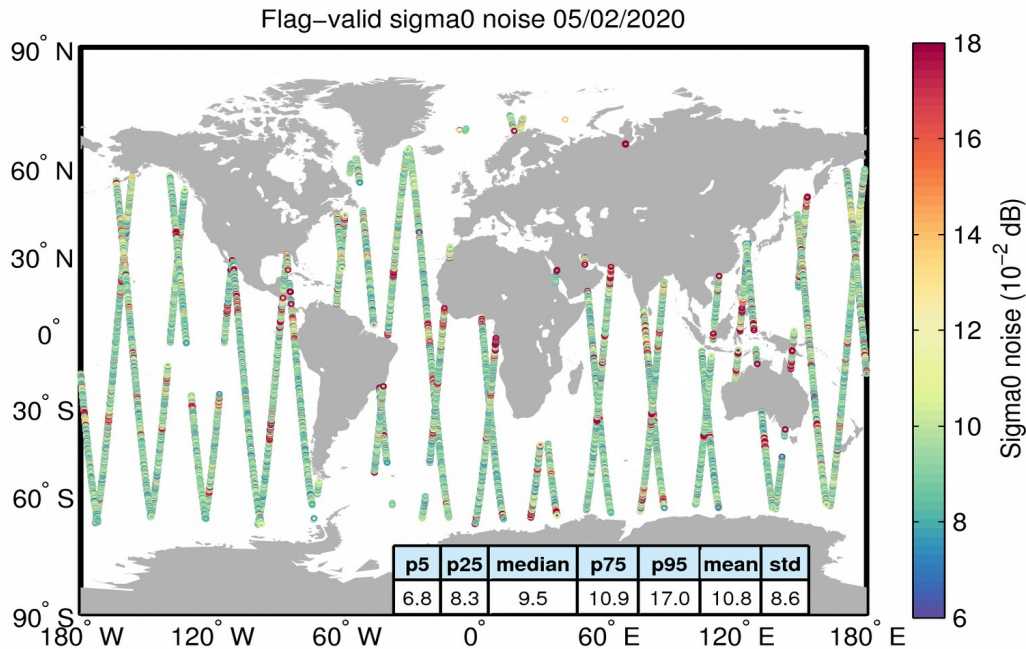 Flag−valid sigma0 noise 05/02/2020
90° N
60° N
30° N
0°
30° S
60° S
90° S
180° W
120° W
60° W
0°
60° E
120° E
180° E
p5 p25 median p75 p95 mean std
6.8 8.3 9.5 10.9 17.0 10.8 8.6
18
16
14
12
10
8
6
Sigma0 noise (10⁻² dB)